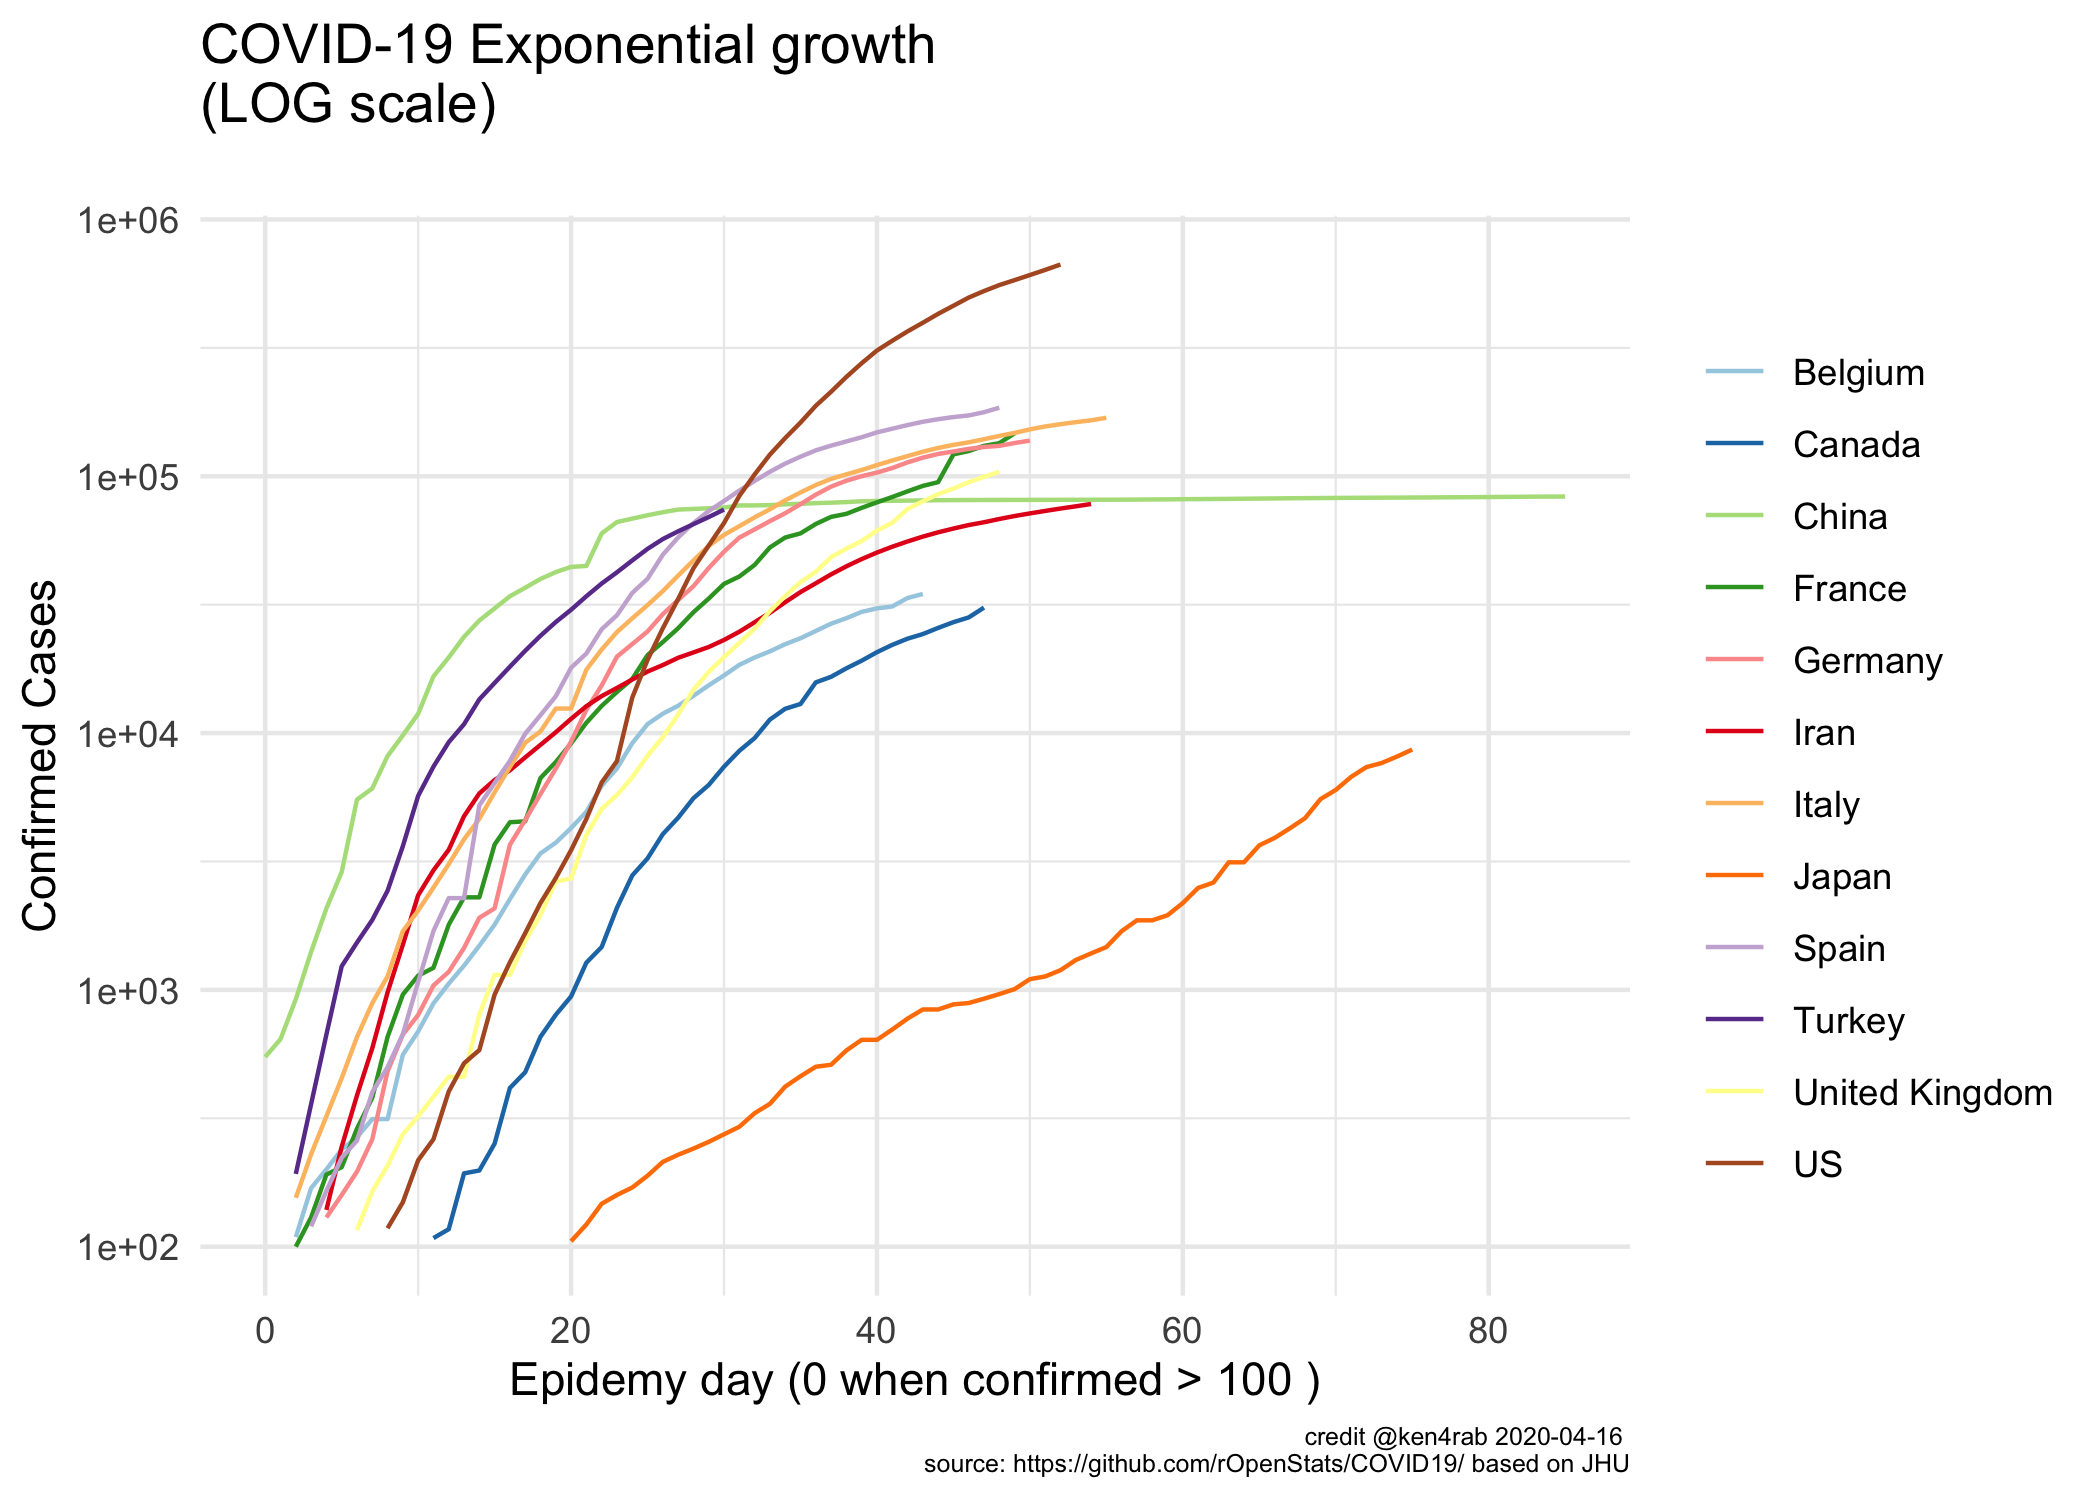 COVID-19 Exponential growth
(LOG scale)
1e+06
1e+05
1e+04
1e+03
1e+02
Confirmed Cases
0
20
40
60
80
Epidemy day (0 when confirmed > 100 )
Belgium
Canada
China
France
Germany
Iran
Italy
Japan
Spain
Turkey
United Kingdom
US
credit @ken4rab 2020-04-16
source: https://github.com/rOpenStats/COVID19/ based on JHU